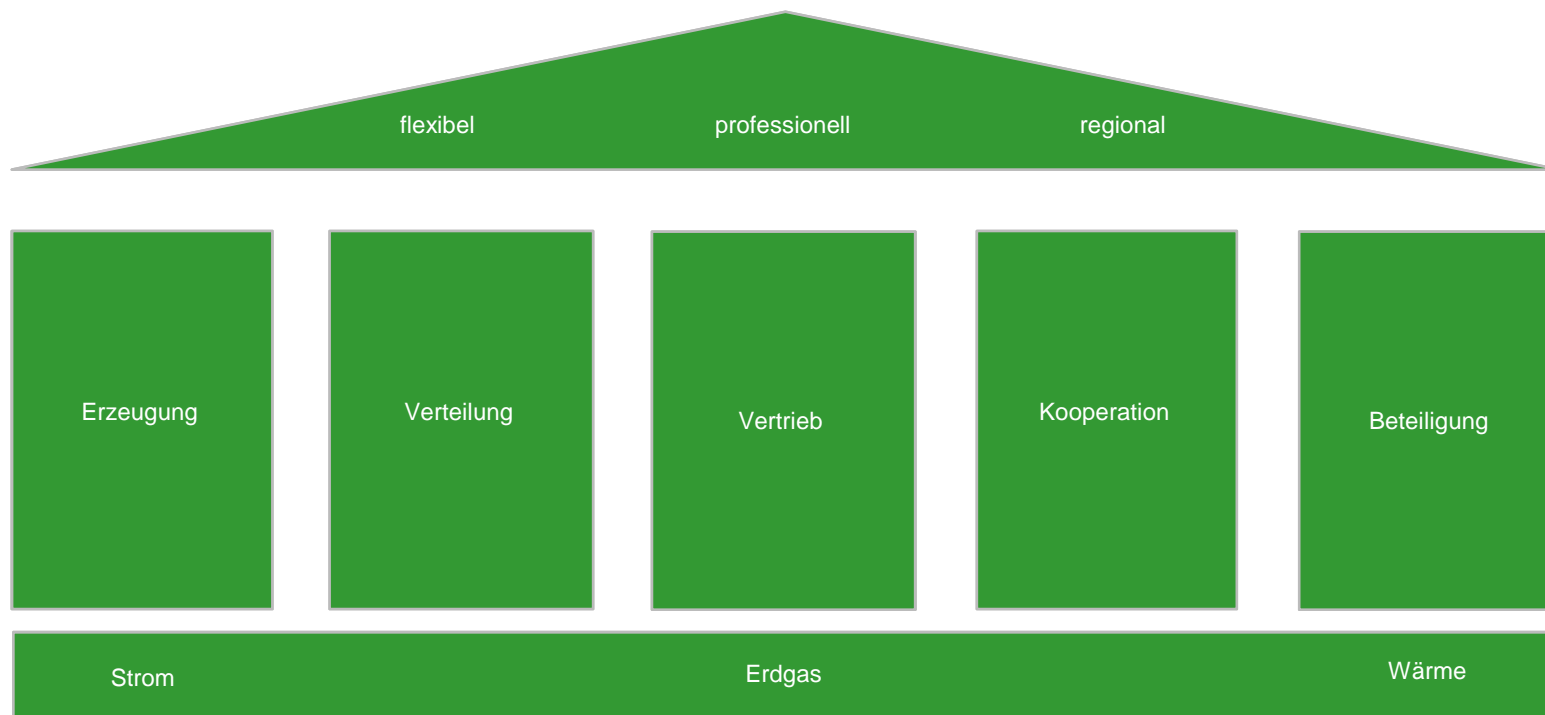 flexibel professionell regional
Erzeugung Verteilung Vertrieb Kooperation Beteiligung
Strom Erdgas Wärme